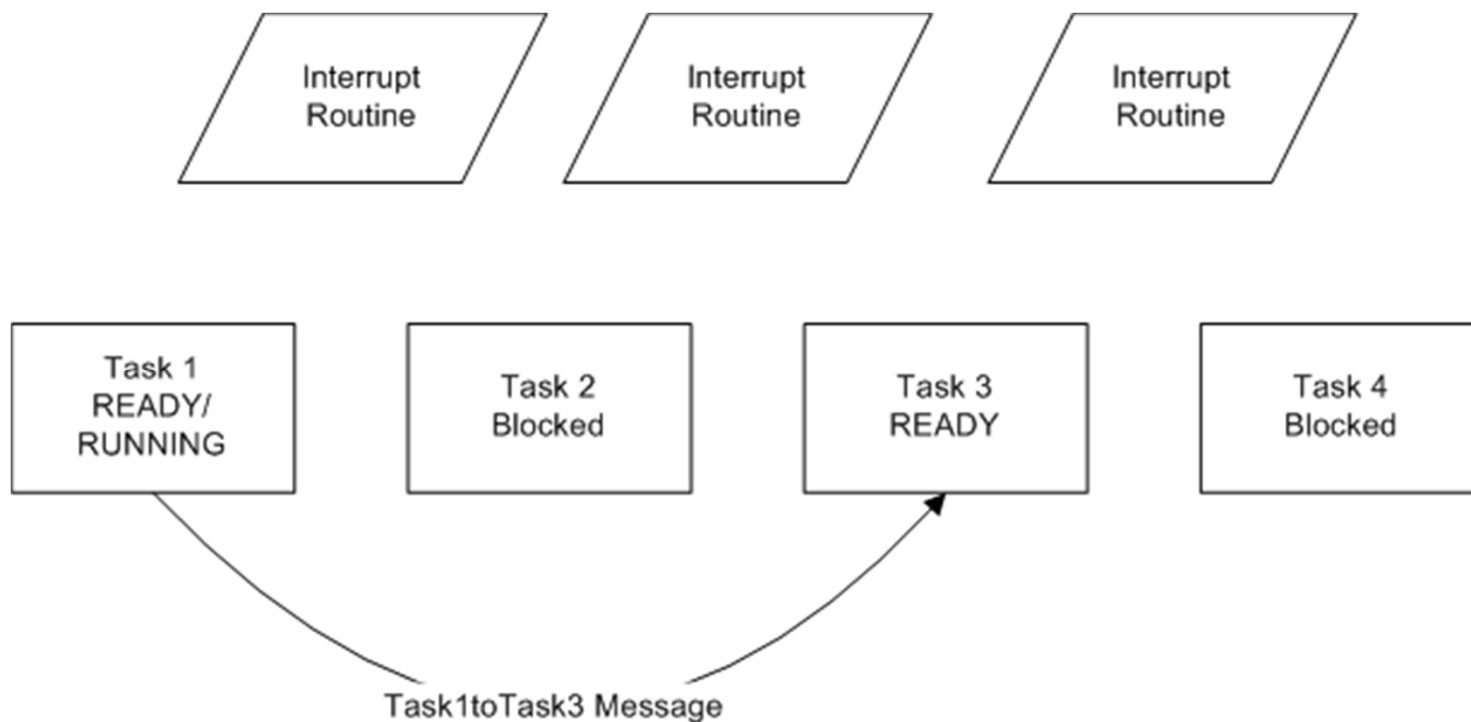 Interrupt
Routine
Interrupt
Routine
Interrupt
Routine
Task 1
READY/
RUNNING
Task 2
Blocked
Task 3
READY
Task 4
Blocked
Task1toTask3 Message